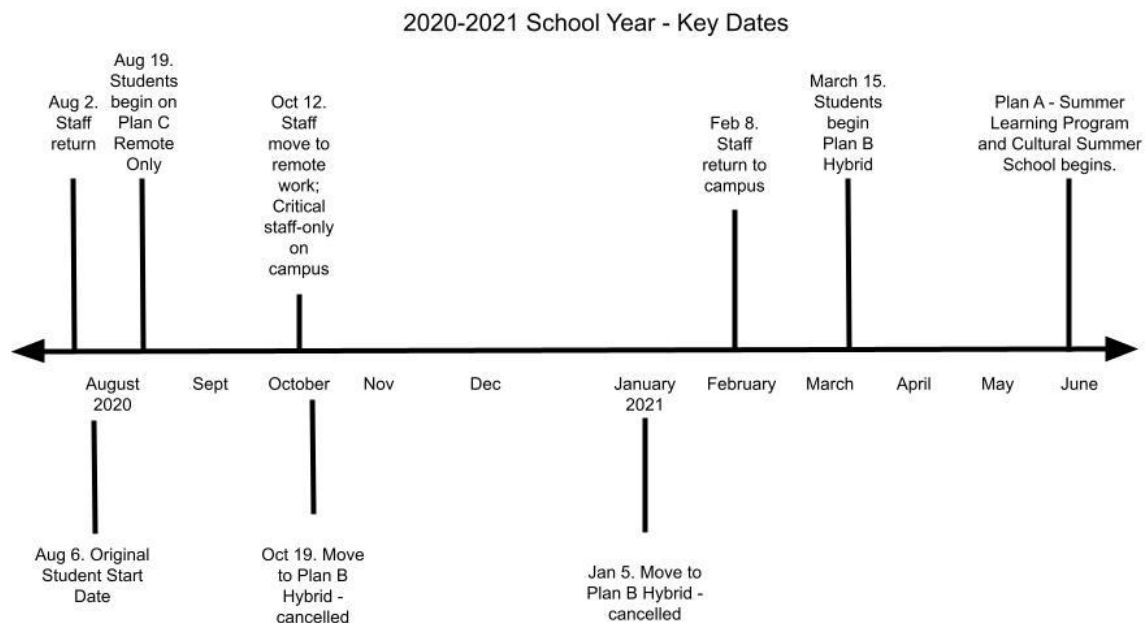 2020-2021 School Year - Key Dates
Aug 2.
Staff
return
Aug 19.
Students
begin on
Plan C
Remote
Only
Oct 12.
Staff
move to
remote
work;
Critical
staff-only
on
campus
Feb 8.
Staff
return to
campus
March 15.
Students
begin
Plan B
Hybrid
Plan A - Summer
Learning Program
and Cultural Summer
School begins.
August
2020
Sept
October
Nov
Dec
January
2021
February
March
April
May
June
Aug 6. Original
Student Start
Date
Oct 19. Move
to Plan B
Hybrid -
cancelled
Jan 5. Move to
Plan B Hybrid -
cancelled